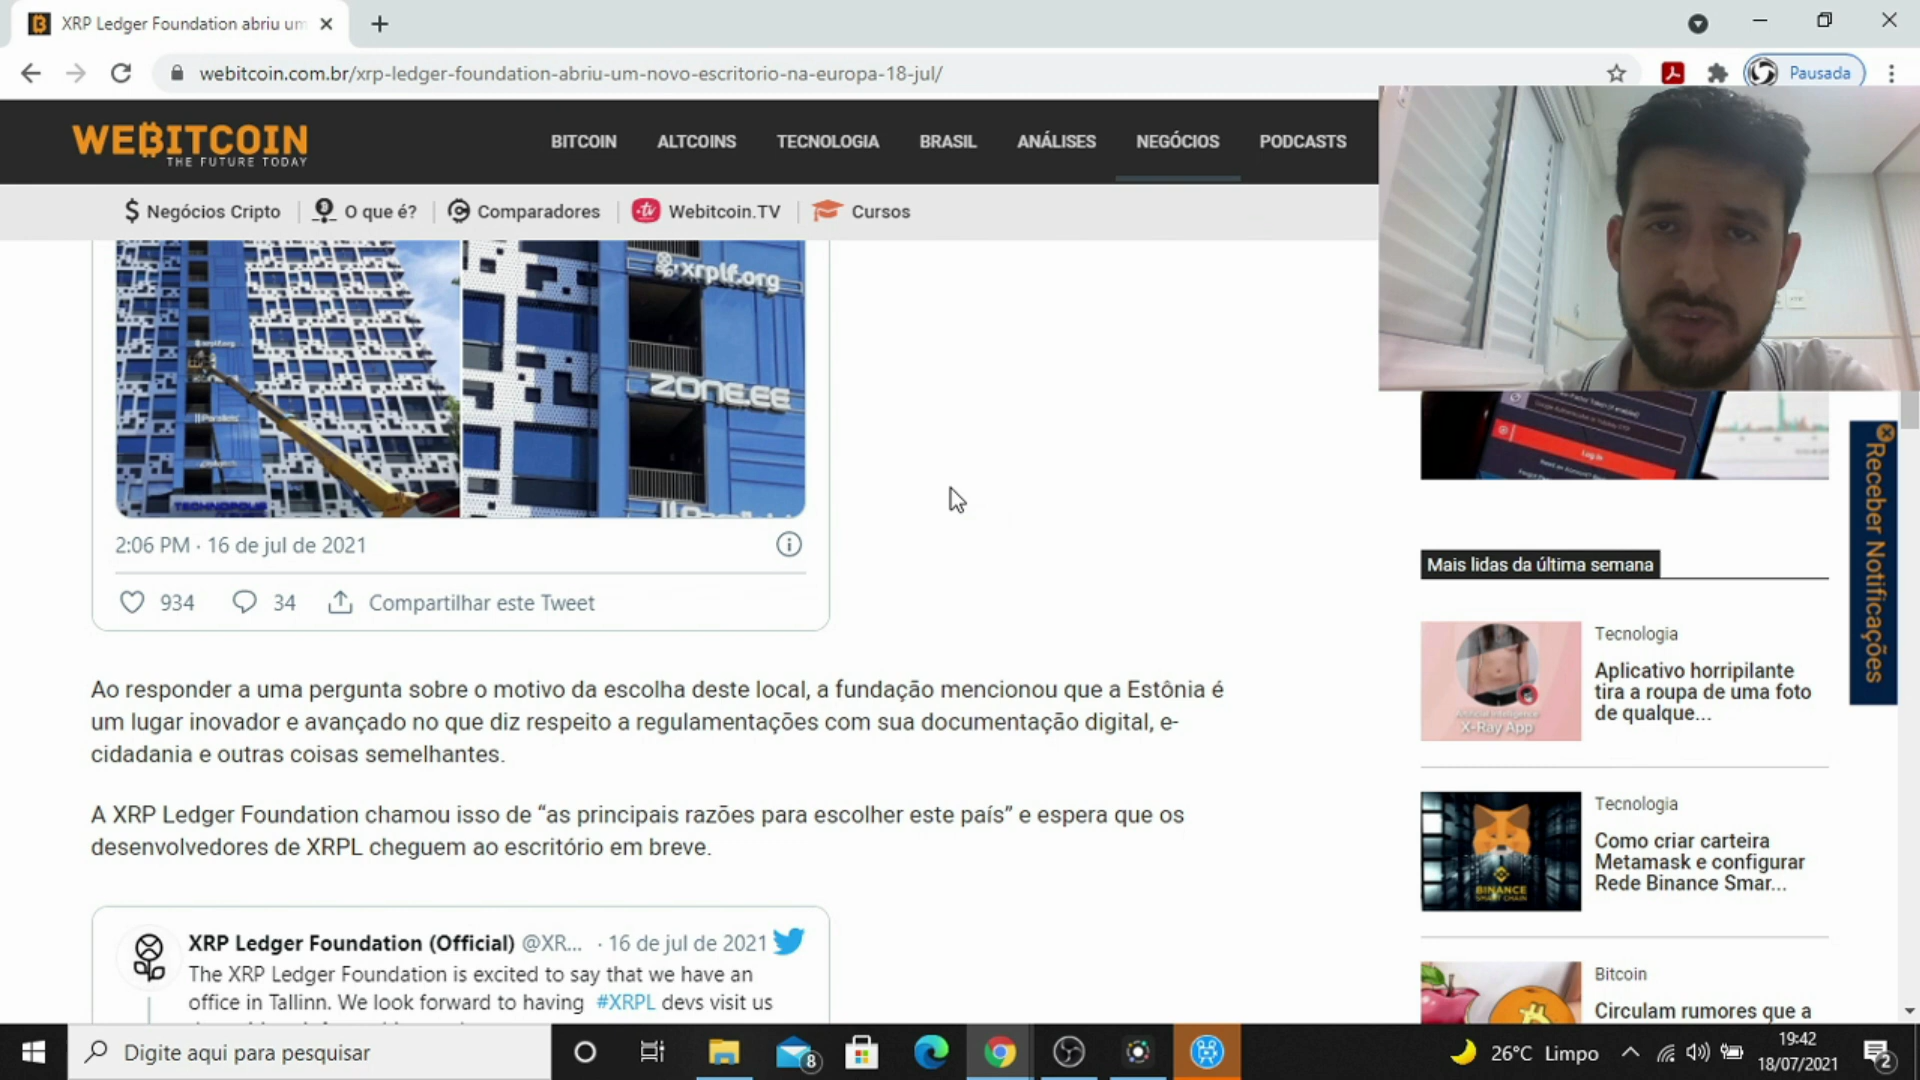 XRP Ledger Foundation abriu um
webitcoin.com.br/xrp-ledger-foundation-abriu-um-novo-escritorio-na-europa-18-jul/
Pausada
WEBITCOIN
THE FUTURE TODAY
BITCOIN ALTCOINS TECNOLOGIA BRASIL ANÁLISES NEGÓCIOS PODCASTS
Negócios Cripto O que é? Comparadores Webitcoin.TV Cursos
xrplf.org
ZONE.EE
TECHNOPOLIS
Log in
2:06 PM · 16 de jul de 2021
934 34 Compartilhar este Tweet
Ao responder a uma pergunta sobre o motivo da escolha deste local, a fundação mencionou que a Estônia é
um lugar inovador e avançado no que diz respeito a regulamentações com sua documentação digital, e-
cidadania e outras coisas semelhantes.
A XRP Ledger Foundation chamou isso de “as principais razões para escolher este país” e espera que os
desenvolvedores de XRPL cheguem ao escritório em breve.
XRP Ledger Foundation (Official) @XR... · 16 de jul de 2021
The XRP Ledger Foundation is excited to say that we have an
office in Tallinn. We look forward to having #XRPL devs visit us
Receber Notificações
Mais lidas da última semana
X-Ray App
Tecnologia
Aplicativo horripilante
tira a roupa de uma foto
de qualque...
BINANCE
SMART CHAIN
Tecnologia
Como criar carteira
Metamask e configurar
Rede Binance Smar...
Bitcoin
Circulam rumores que a
Digite aqui para pesquisar
8
26°C Limpo
19:42
18/07/2021
2